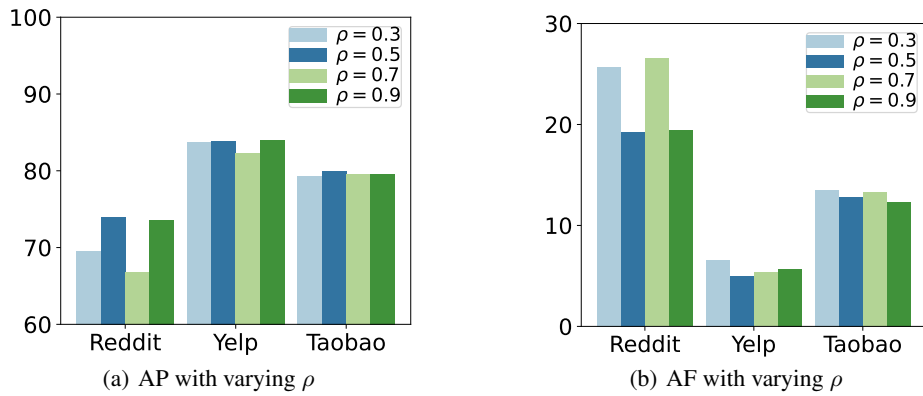 100
90
80
70
60
ρ = 0.3
ρ = 0.5
ρ = 0.7
ρ = 0.9
Reddit Yelp Taobao
(a) AP with varying ρ
30
20
10
0
ρ = 0.3
ρ = 0.5
ρ = 0.7
ρ = 0.9
Reddit Yelp Taobao
(b) AF with varying ρ